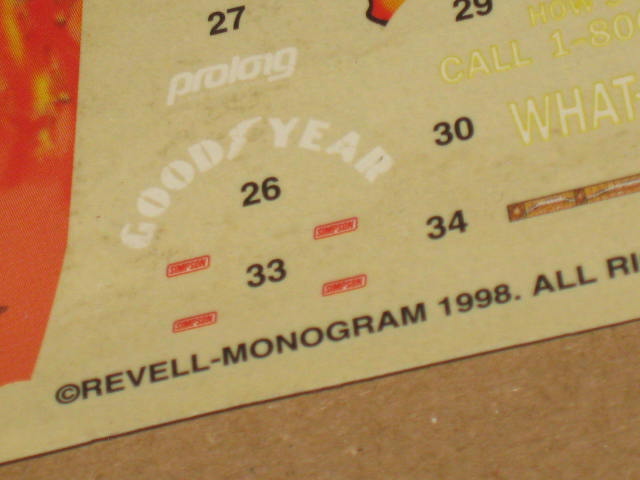 27
29
HOW'S
prolong
CALL 1-80
GOODYEAR
30
WHAT-
26
34
SIMPSON
SIMPSON
33
SIMPSON
SIMPSON
©REVELL-MONOGRAM 1998. ALL RI